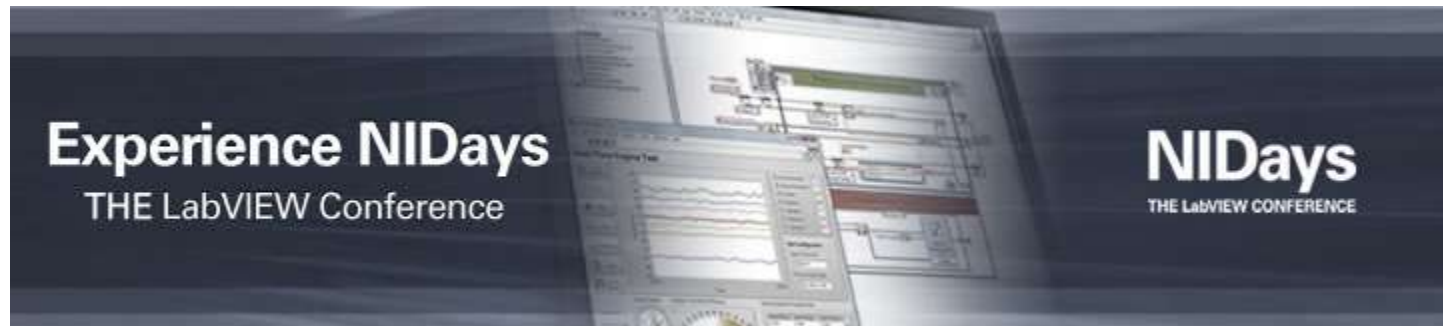 Experience NIDays
THE LabVIEW Conference
NIDays
THE LabVIEW CONFERENCE